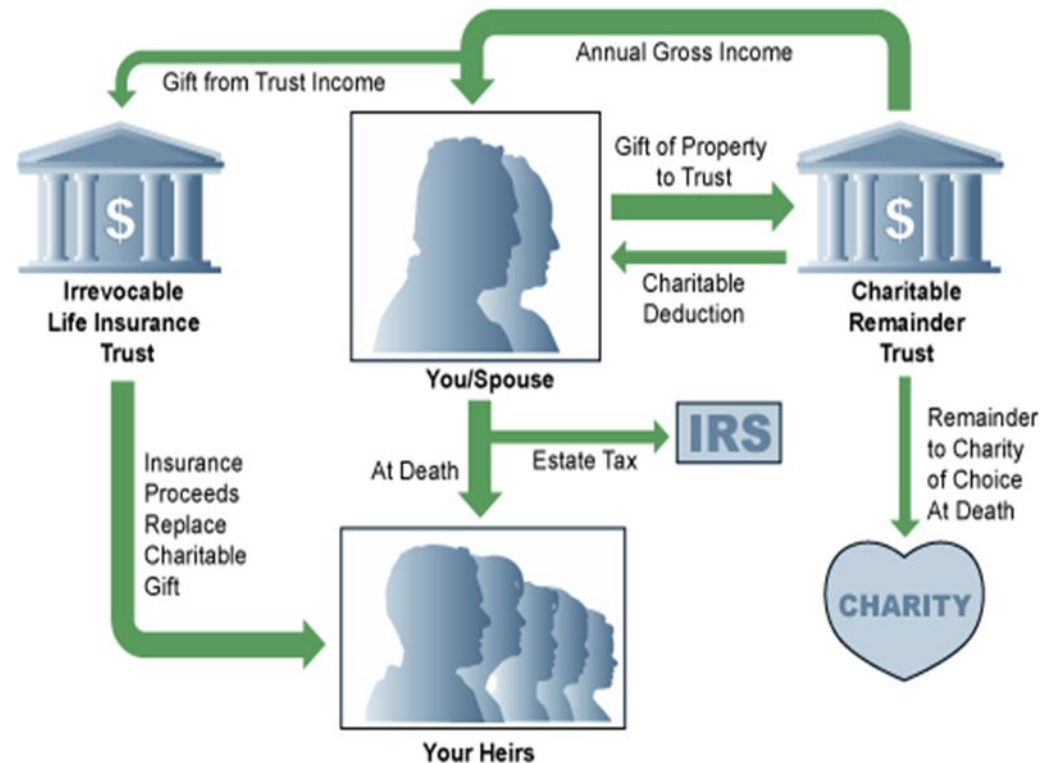 Annual Gross Income
Gift from Trust Income
Gift of Property
to Trust
$
$
Charitable
Deduction
Irrevocable
Life Insurance
Trust
Charitable
Remainder
Trust
You/Spouse
IRS
Estate Tax
At Death
Remainder
to Charity
of Choice
At Death
Insurance
Proceeds
Replace
Charitable
Gift
CHARITY
Your Heirs